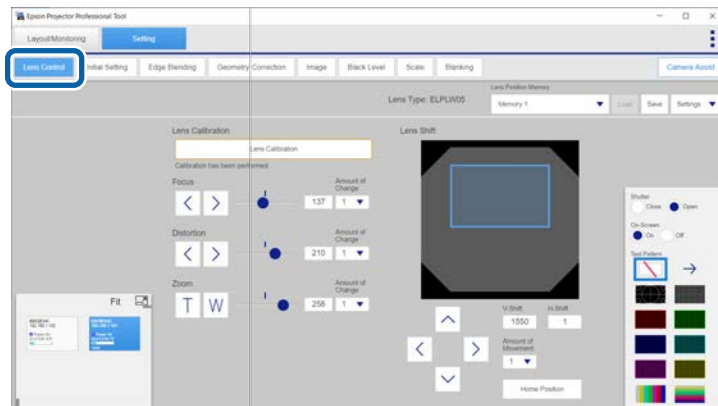 Epson Projector Professional Tool
Layout/Monitoring
Setting
Lens Control
Initial Setting
Edge Blending
Geometry Correction
Image
Black Level
Scale
Blanking
Camera Assist
Lens Type: ELPLW05
Lens Position Memory
Memory 1
Load
Save
Settings
Lens Calibration
Lens Calibration
Calibration has been performed
Lens Shift
Focus
Amount of
Change
137
1
Distortion
Amount of
Change
210
1
Zoom
Amount of
Change
T
W
258
1
V-Shift
H-Shift
1550
1
Amount of
Movement
1
Home Position
Shutter
Close
Open
On-Screen
On
Off
Test Pattern
Fit
Power On
Power On